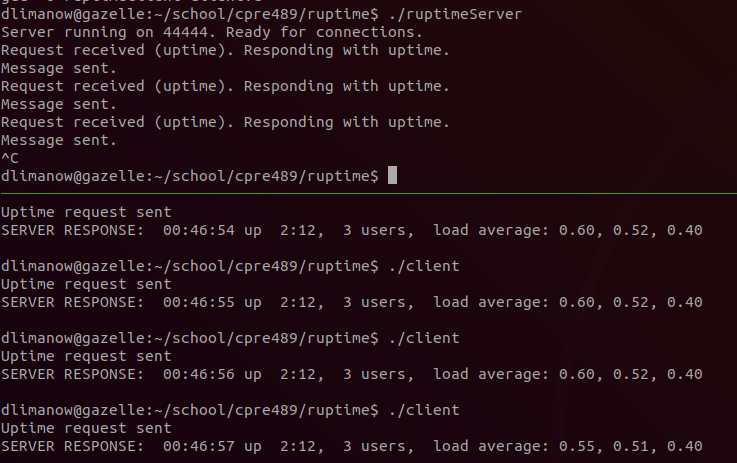 dlimanow@gazelle:~/school/cpre489/ruptime$ ./ruptimeServer
Server running on 44444. Ready for connections.
Request received (uptime). Responding with uptime.
Message sent.
Request received (uptime). Responding with uptime.
Message sent.
Request received (uptime). Responding with uptime.
Message sent.
^C
dlimanow@gazelle:~/school/cpre489/ruptime$
Uptime request sent
SERVER RESPONSE:  00:46:54 up  2:12,  3 users,  load average: 0.60, 0.52, 0.40
dlimanow@gazelle:~/school/cpre489/ruptime$ ./client
Uptime request sent
SERVER RESPONSE:  00:46:55 up  2:12,  3 users,  load average: 0.60, 0.52, 0.40
dlimanow@gazelle:~/school/cpre489/ruptime$ ./client
Uptime request sent
SERVER RESPONSE:  00:46:56 up  2:12,  3 users,  load average: 0.60, 0.52, 0.40
dlimanow@gazelle:~/school/cpre489/ruptime$ ./client
Uptime request sent
SERVER RESPONSE:  00:46:57 up  2:12,  3 users,  load average: 0.55, 0.51, 0.40